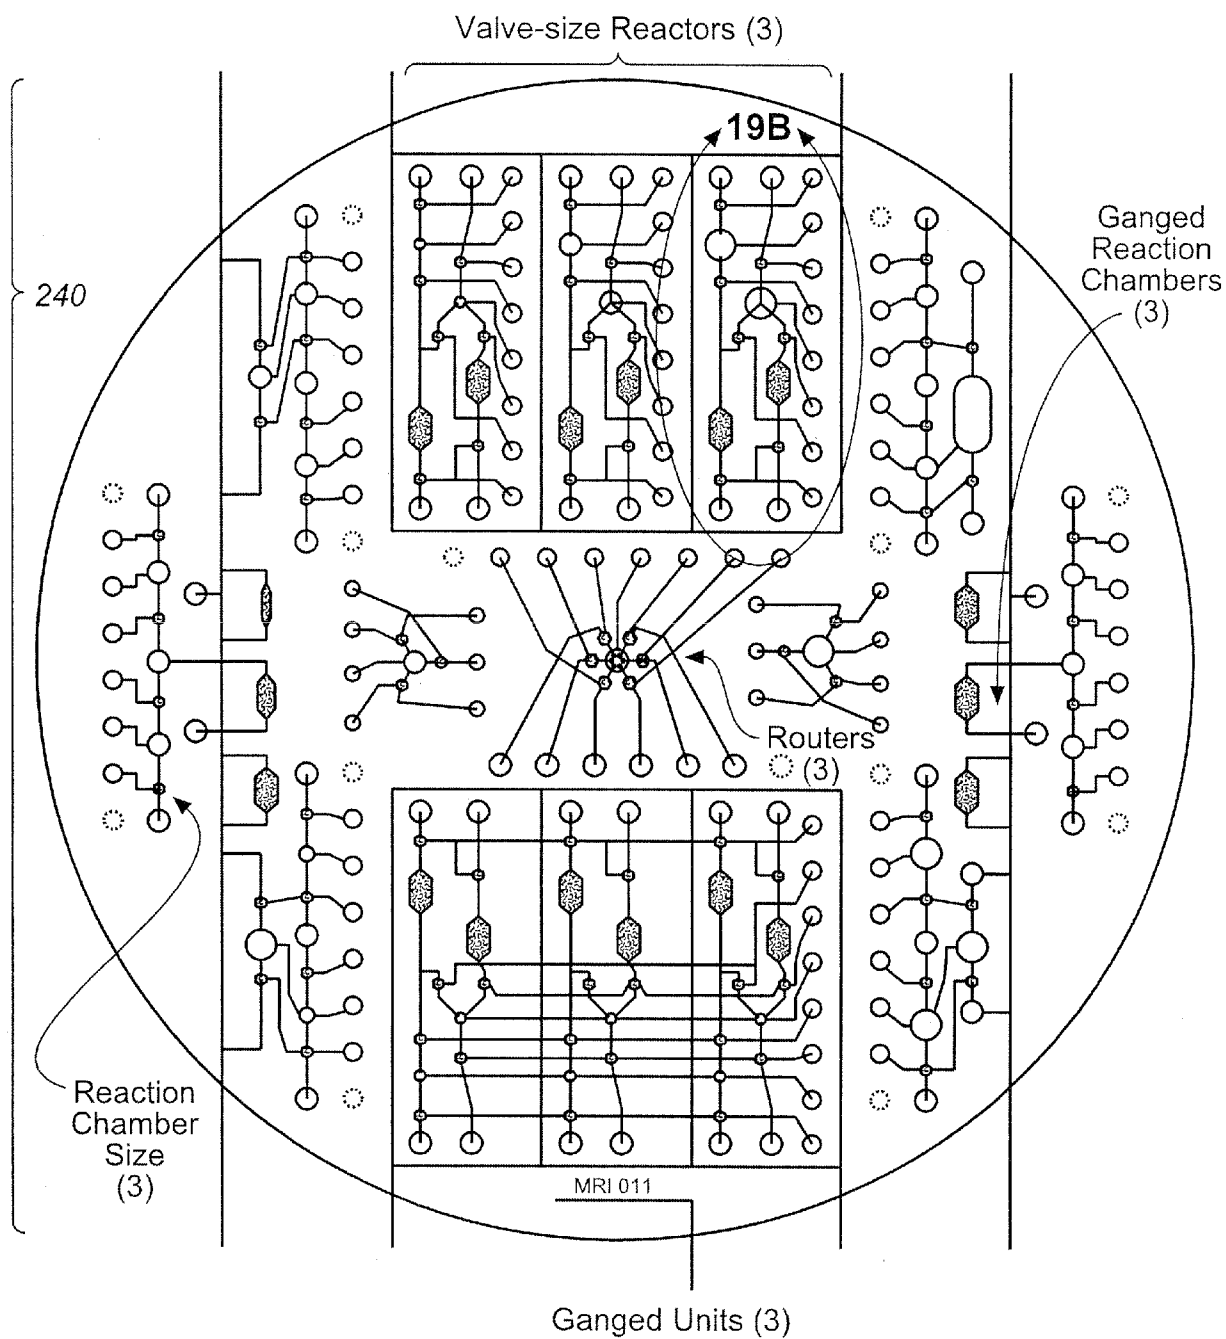 Valve-size Reactors (3)
19B
240
Ganged
Reaction
Chambers
(3)
Routers
(3)
Reaction
Chamber
Size
(3)
MRI 011
Ganged Units (3)